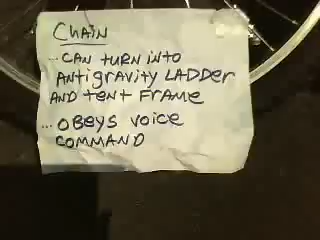 CHAIN
...CAN TURN INTO
ANTIGRAVITY LADDER
AND TENT FRAME
...OBEYS VOICE
COMMAND